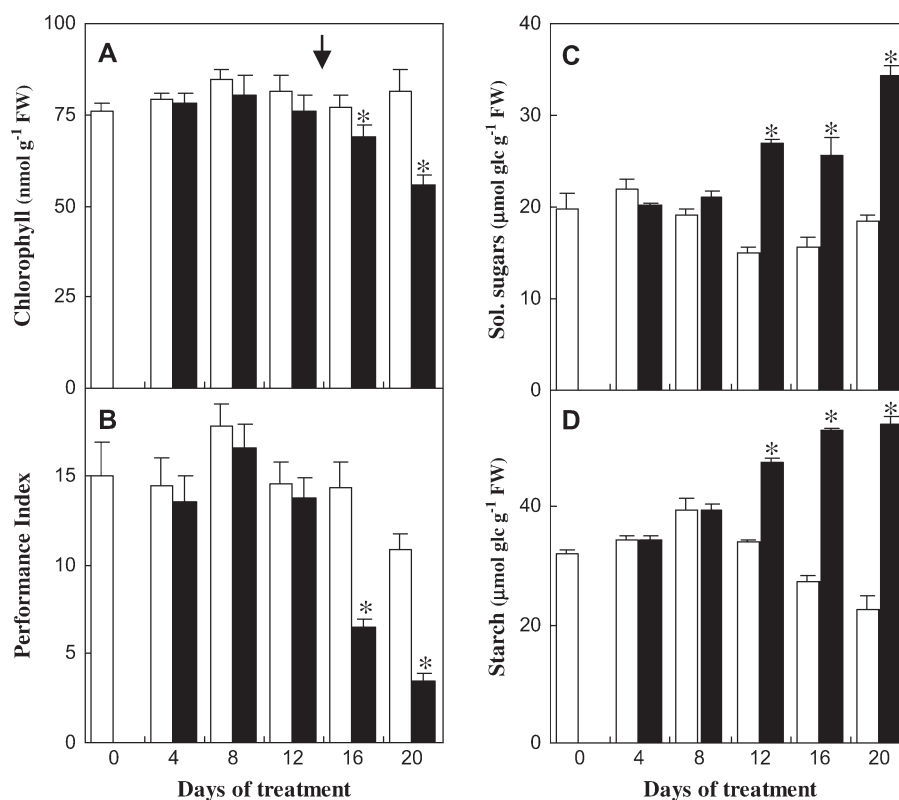 A
Chlorophyll (nmol g⁻¹ FW)
100
75
50
25
0
*
*
B
Performance Index
15
10
5
0
*
*
0 4 8 12 16 20
Days of treatment
C
Sol. sugars (μmol glc g⁻¹ FW)
40
30
20
10
0
*
*
*
D
Starch (μmol glc g⁻¹ FW)
40
20
0
*
*
*
0 4 8 12 16 20
Days of treatment